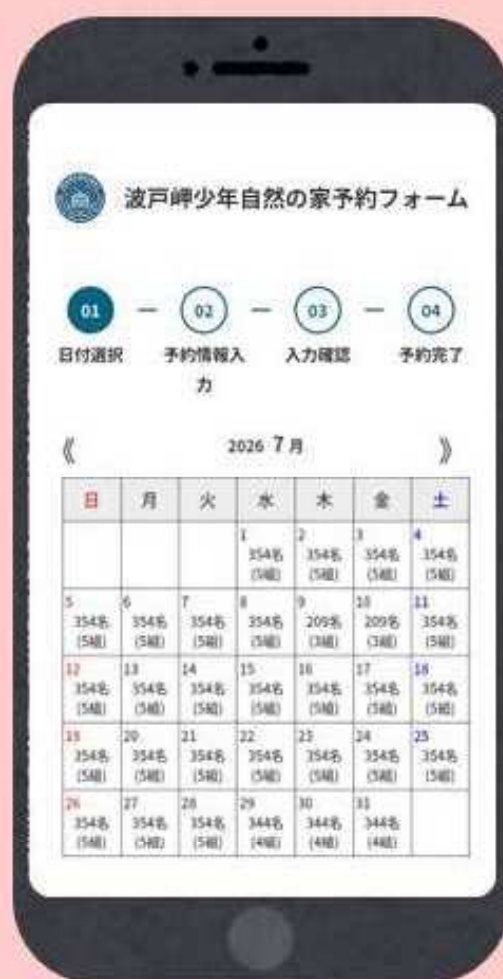 波戸岬少年自然の家予約フォーム
01 — 02 — 03 — 04
日付選択 予約情報入力 入力確認 予約完了
《 2026 7月 》
日 月 火 水 木 金 土
1 2 3 4
354名 354名 354名 354名
(5組) (5組) (5組) (5組)
5 6 7 8 9 10 11
354名 354名 354名 354名 209名 209名 354名
(5組) (5組) (5組) (5組) (3組) (3組) (5組)
12 13 14 15 16 17 18
354名 354名 354名 354名 354名 354名 354名
(5組) (5組) (5組) (5組) (5組) (5組) (5組)
19 20 21 22 23 24 25
354名 354名 354名 354名 354名 354名 354名
(5組) (5組) (5組) (5組) (5組) (5組) (5組)
26 27 28 29 30 31
354名 354名 354名 344名 344名 344名
(5組) (5組) (5組) (4組) (4組) (4組)